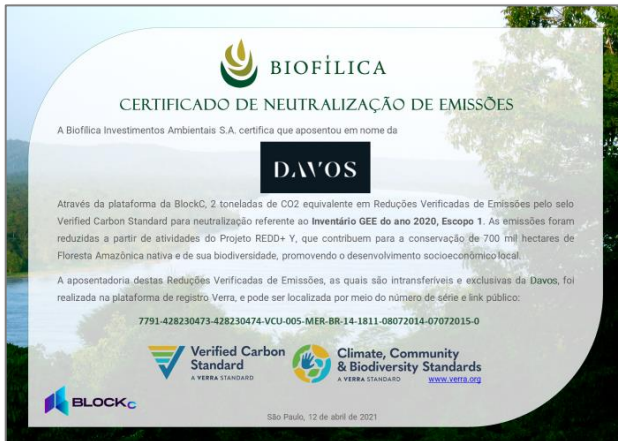 BIOFÍLICA
CERTIFICADO DE NEUTRALIZAÇÃO DE EMISSÕES
A Biofílica Investimentos Ambientais S.A. certifica que aposentou em nome da
DAVOS
Através da plataforma da BlockC, 2 toneladas de CO2 equivalente em Reduções Verificadas de Emissões pelo selo
Verified Carbon Standard para neutralização referente ao Inventário GEE do ano 2020, Escopo 1. As emissões foram
reduzidas a partir de atividades do Projeto REDD+ Y, que contribuem para a conservação de 700 mil hectares de
Floresta Amazônica nativa e de sua biodiversidade, promovendo o desenvolvimento socioeconômico local.
A aposentadoria destas Reduções Verificadas de Emissões, as quais são intransferíveis e exclusivas da Davos, foi
realizada na plataforma de registro Verra, e pode ser localizada por meio do número de série e link público:
7791-428230473-428230474-VCU-005-MER-BR-14-1811-08072014-07072015-0
Verified Carbon
Standard
A VERRA STANDARD
Climate, Community
& Biodiversity Standards
A VERRA STANDARD
www.verra.org
BLOCKC
São Paulo, 12 de abril de 2021